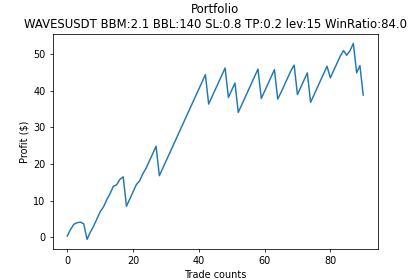 Portfolio
WAVESUSDT BBM:2.1 BBL:140 SL:0.8 TP:0.2 lev:15 WinRatio:84.0
Profit ($)
50
40
30
20
10
0
0 20 40 60 80
Trade counts